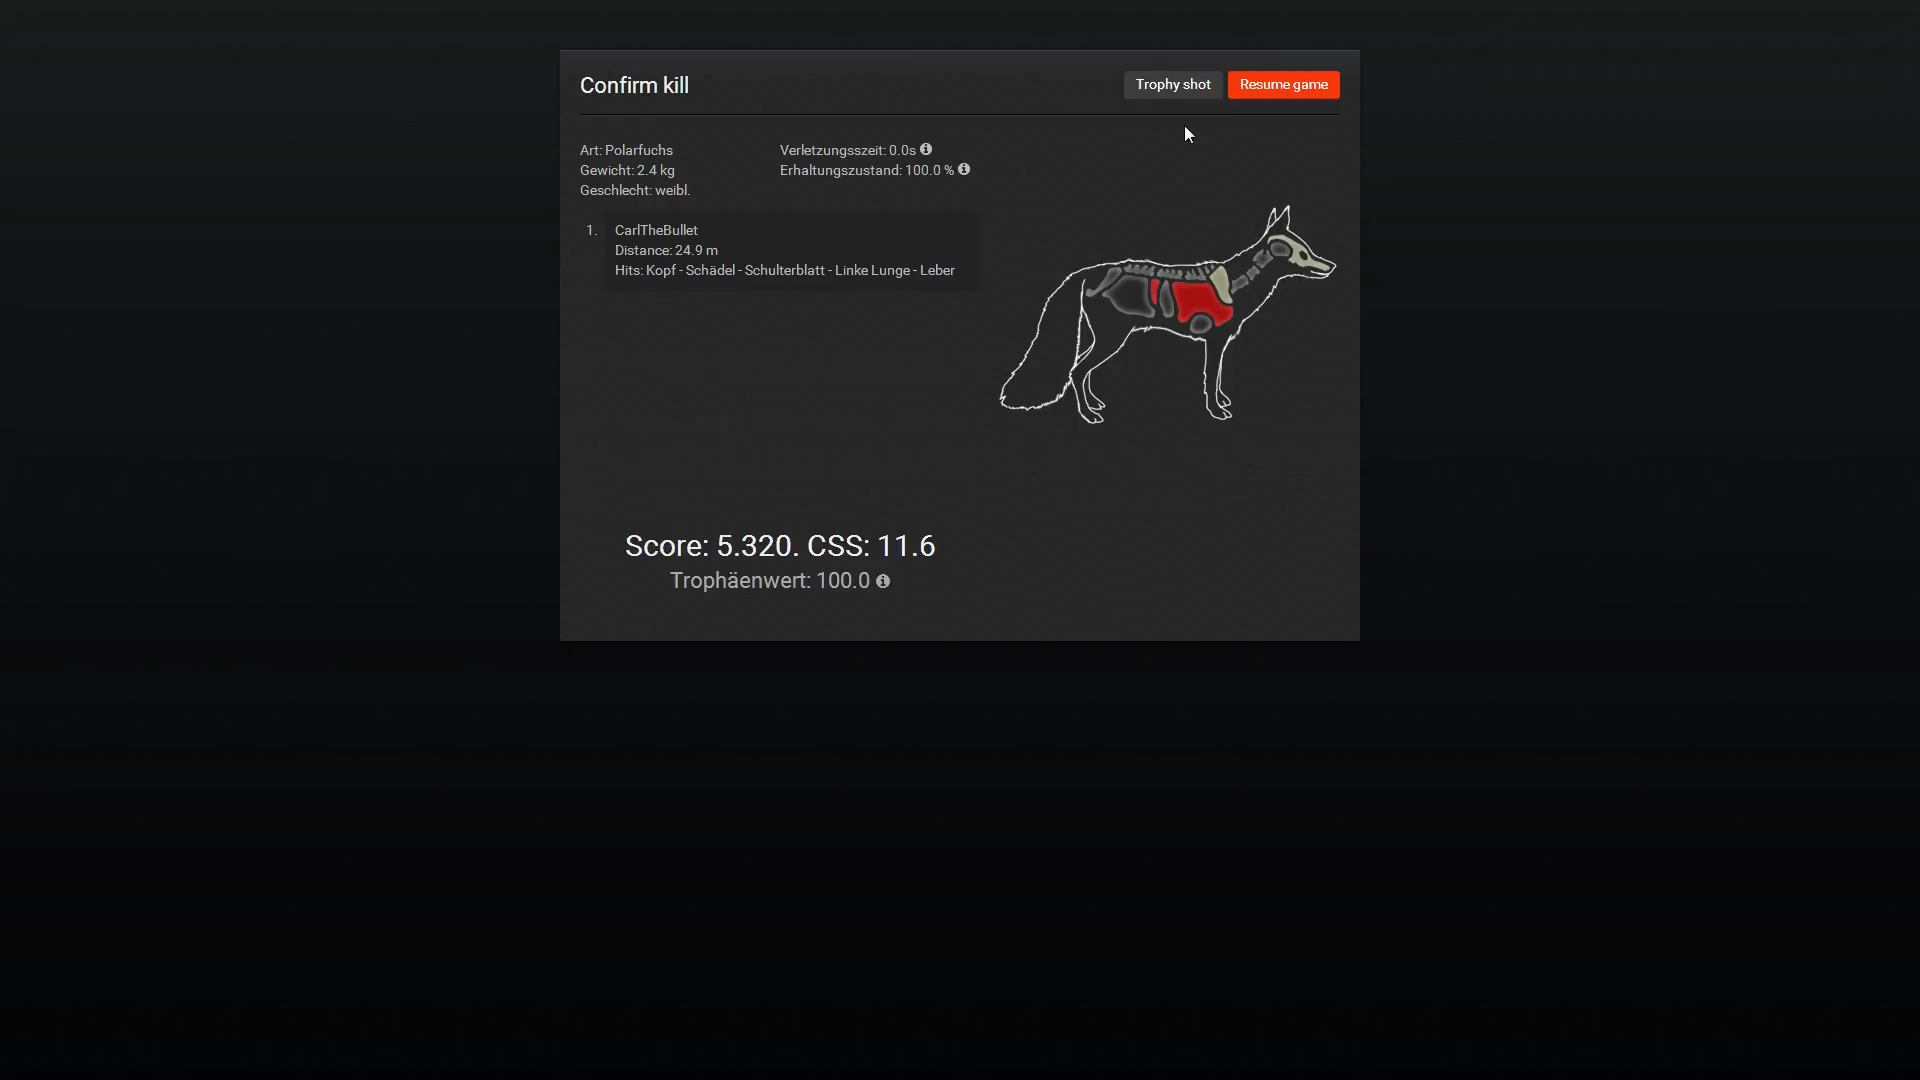 Confirm kill
Trophy shot
Resume game
Art: Polarfuchs
Gewicht: 2.4 kg
Geschlecht: weibl.
Verletzungsszeit: 0.0s
Erhaltungszustand: 100.0 %
1. CarlTheBullet
Distance: 24.9 m
Hits: Kopf - Schädel - Schulterblatt - Linke Lunge - Leber
Score: 5.320. CSS: 11.6
Trophäenwert: 100.0